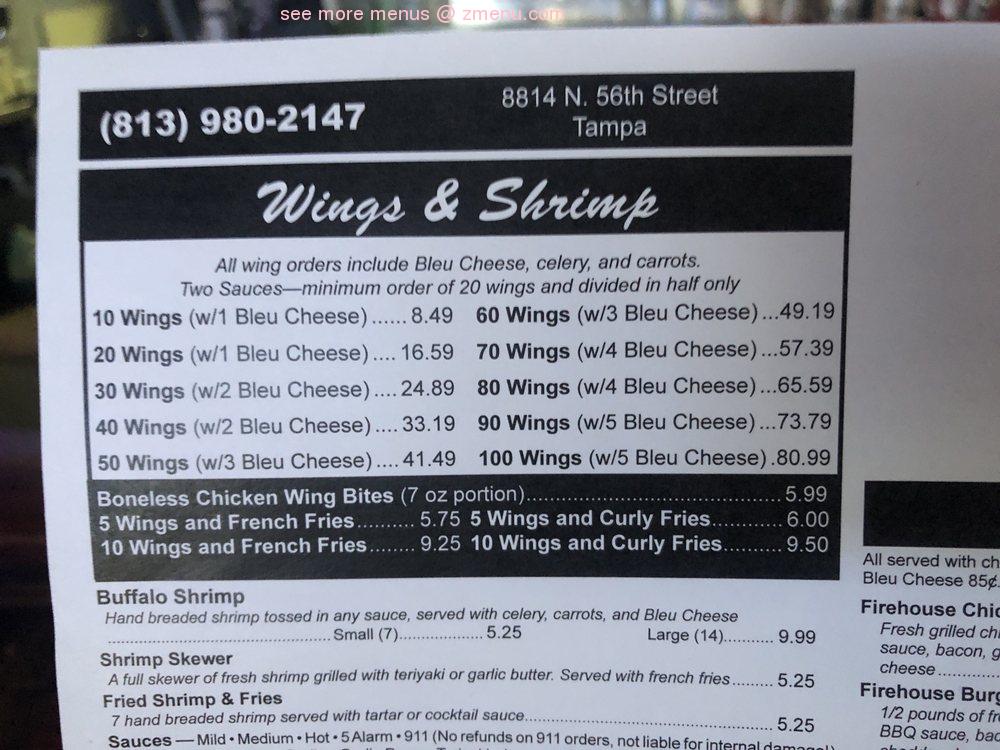 see more menus @ zmenu.com
(813) 980-2147
8814 N. 56th Street
Tampa
Wings & Shrimp
All wing orders include Bleu Cheese, celery, and carrots.
Two Sauces—minimum order of 20 wings and divided in half only
10 Wings (w/1 Bleu Cheese) ...... 8.49
20 Wings (w/1 Bleu Cheese) .... 16.59
30 Wings (w/2 Bleu Cheese) .... 24.89
40 Wings (w/2 Bleu Cheese) .... 33.19
50 Wings (w/3 Bleu Cheese) .... 41.49
60 Wings (w/3 Bleu Cheese) ...49.19
70 Wings (w/4 Bleu Cheese) ...57.39
80 Wings (w/4 Bleu Cheese) ...65.59
90 Wings (w/5 Bleu Cheese) ...73.79
100 Wings (w/5 Bleu Cheese) .80.99
Boneless Chicken Wing Bites (7 oz portion)........................................ 5.99
5 Wings and French Fries.......... 5.75 5 Wings and Curly Fries............ 6.00
10 Wings and French Fries....... 9.25 10 Wings and Curly Fries.......... 9.50
Buffalo Shrimp
Hand breaded shrimp tossed in any sauce, served with celery, carrots, and Bleu Cheese
........................................Small (7)................... 5.25 Large (14)........... 9.99
Shrimp Skewer
A full skewer of fresh shrimp grilled with teriyaki or garlic butter. Served with french fries......... 5.25
Fried Shrimp & Fries
7 hand breaded shrimp served with tartar or cocktail sauce............................................. 5.25
Sauces — Mild • Medium • Hot • 5 Alarm • 911 (No refunds on 911 orders, not liable for internal damage!)
All served with
Bleu Cheese 85¢
Firehouse
Fresh grilled
sauce, bacon,
cheese
Firehouse
1/2 pounds of
BBQ sauce,